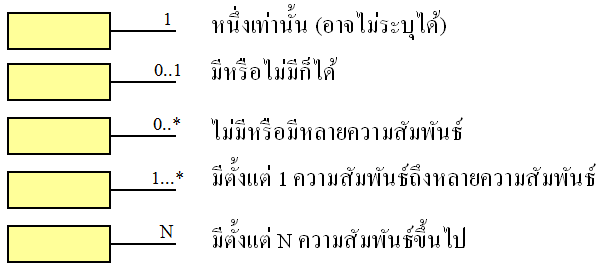 1 หนึ่งเท่านั้น (อาจไม่ระบุได้)
0..1 มีหรือไม่มีก็ได้
0..* ไม่มีหรือมีหลายความสัมพันธ์
1...* มีตั้งแต่ 1 ความสัมพันธ์ถึงหลายความสัมพันธ์
N มีตั้งแต่ N ความสัมพันธ์ขึ้นไป